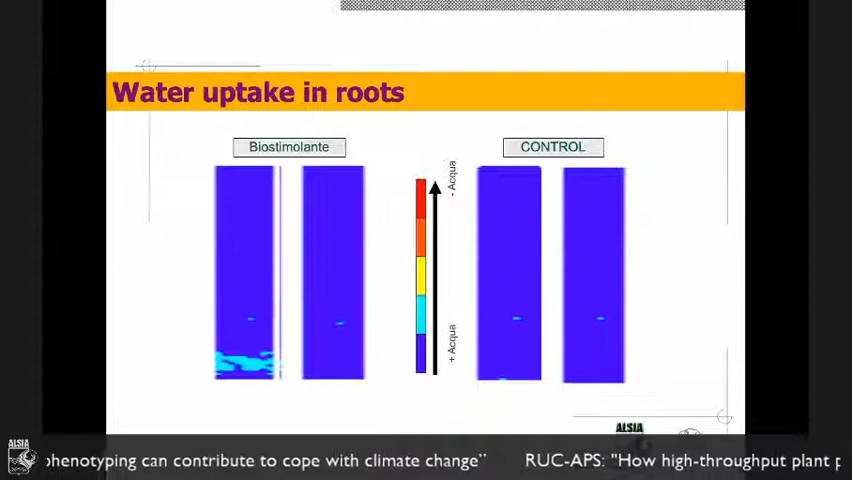 Water uptake in roots
Biostimolante
CONTROL
- Acqua
+ Acqua
ALSIA
ALSIA
phenotyping can contribute to cope with climate change" RUC-APS: "How high-throughput plant p